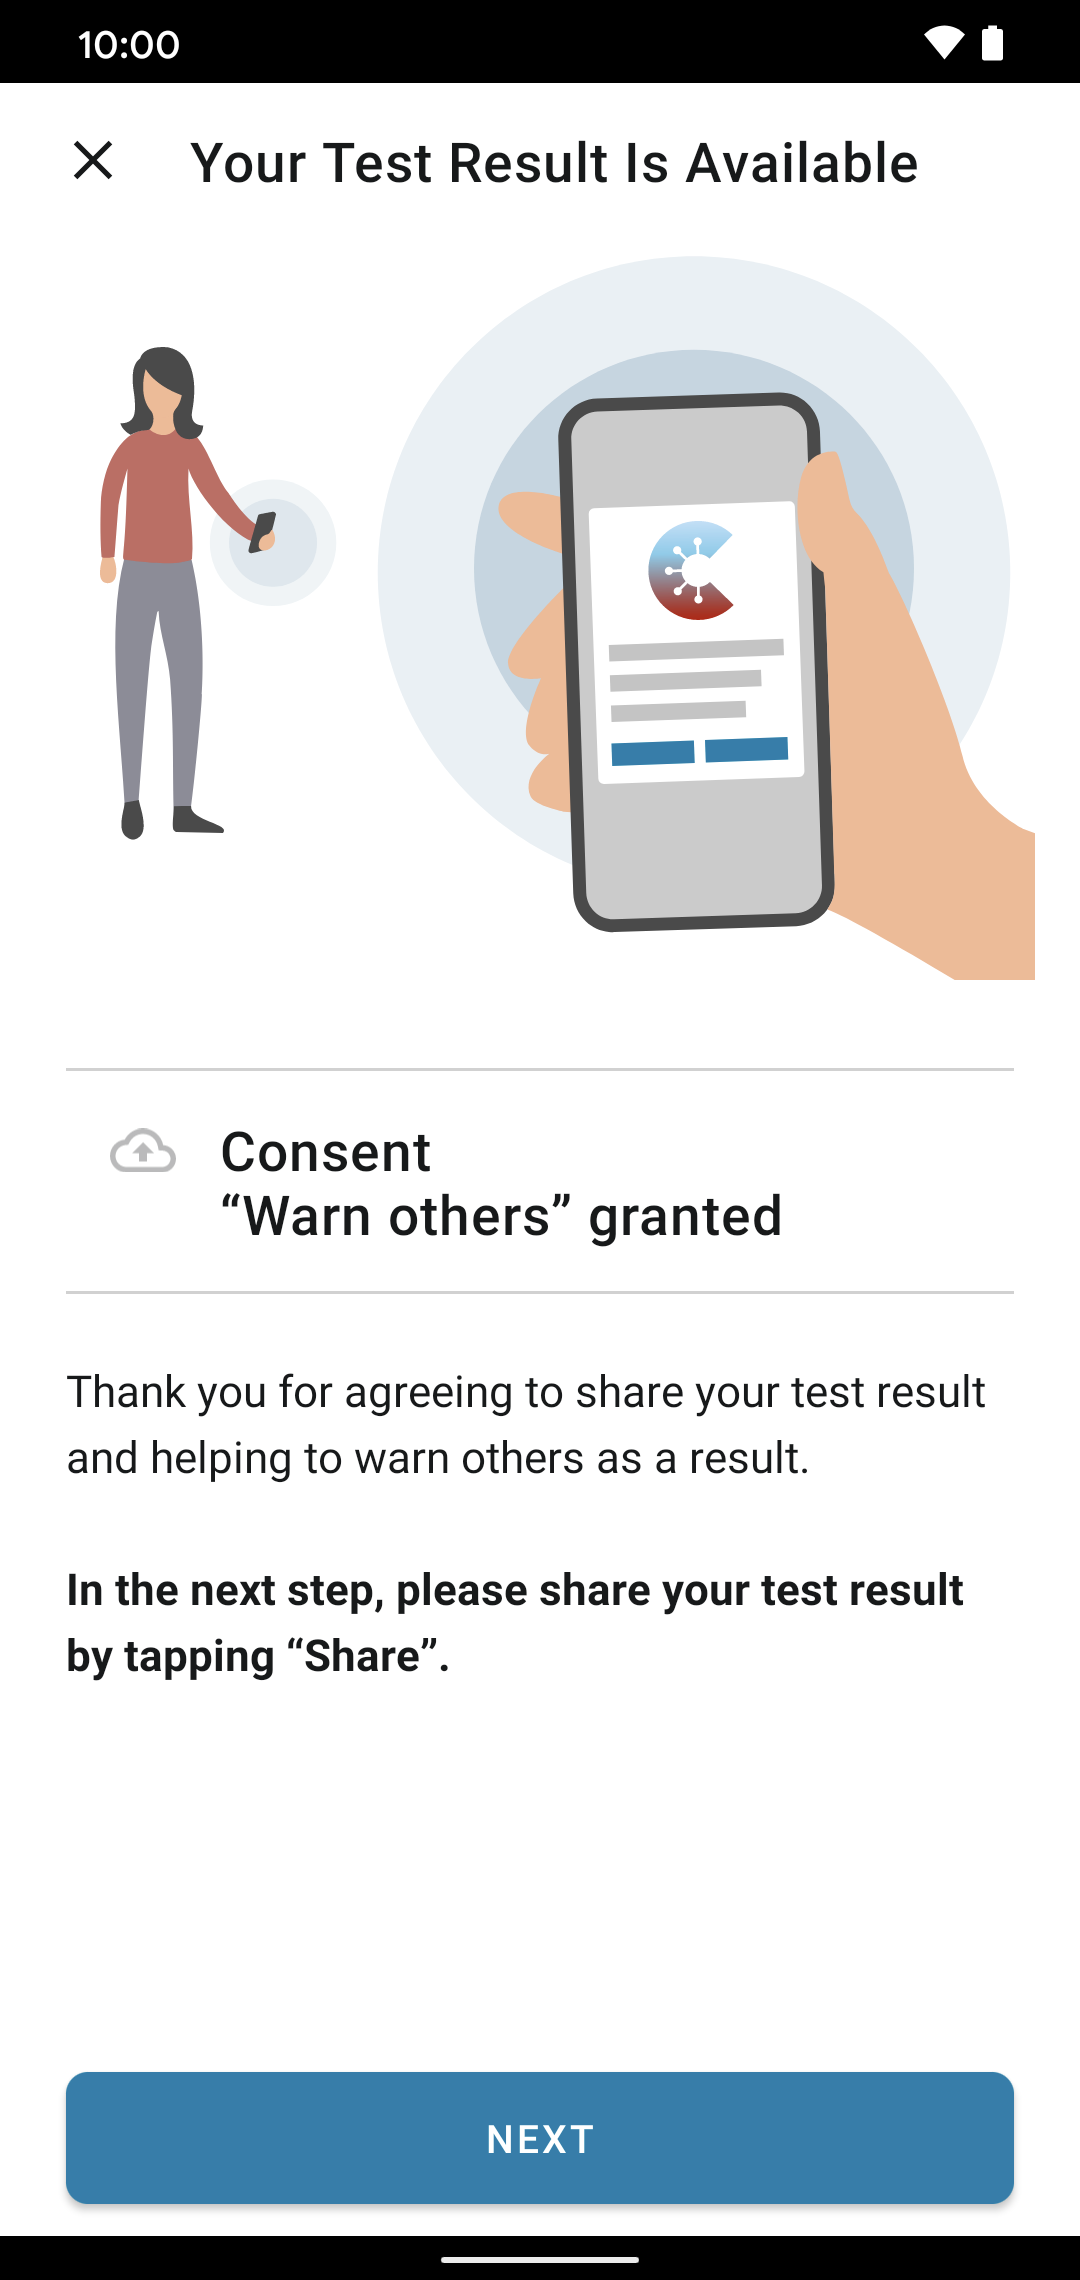 10:00
Your Test Result Is Available
Consent
“Warn others” granted
Thank you for agreeing to share your test result
and helping to warn others as a result.
In the next step, please share your test result
by tapping “Share”.
NEXT